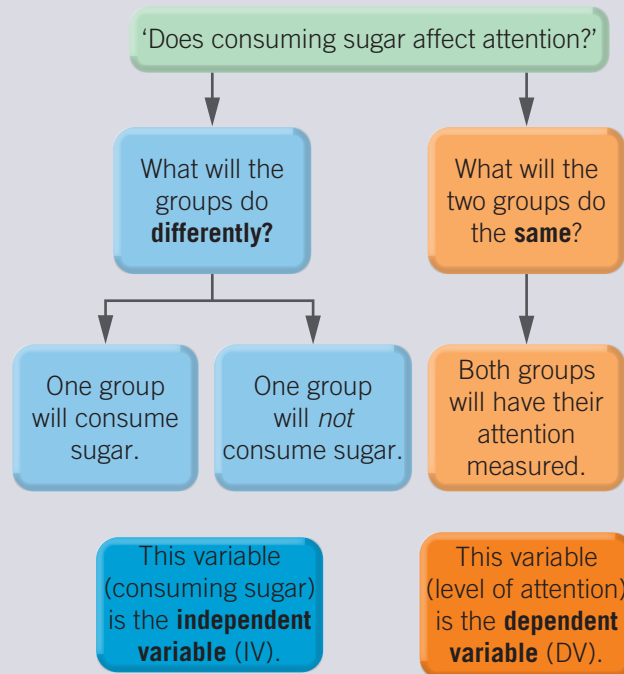 ‘Does consuming sugar affect attention?’
What will the
groups do
differently?
What will the
two groups do
the same?
One group
will consume
sugar.
One group
will not
consume sugar.
Both groups
will have their
attention
measured.
This variable
(consuming sugar)
is the independent
variable (IV).
This variable
(level of attention)
is the dependent
variable (DV).